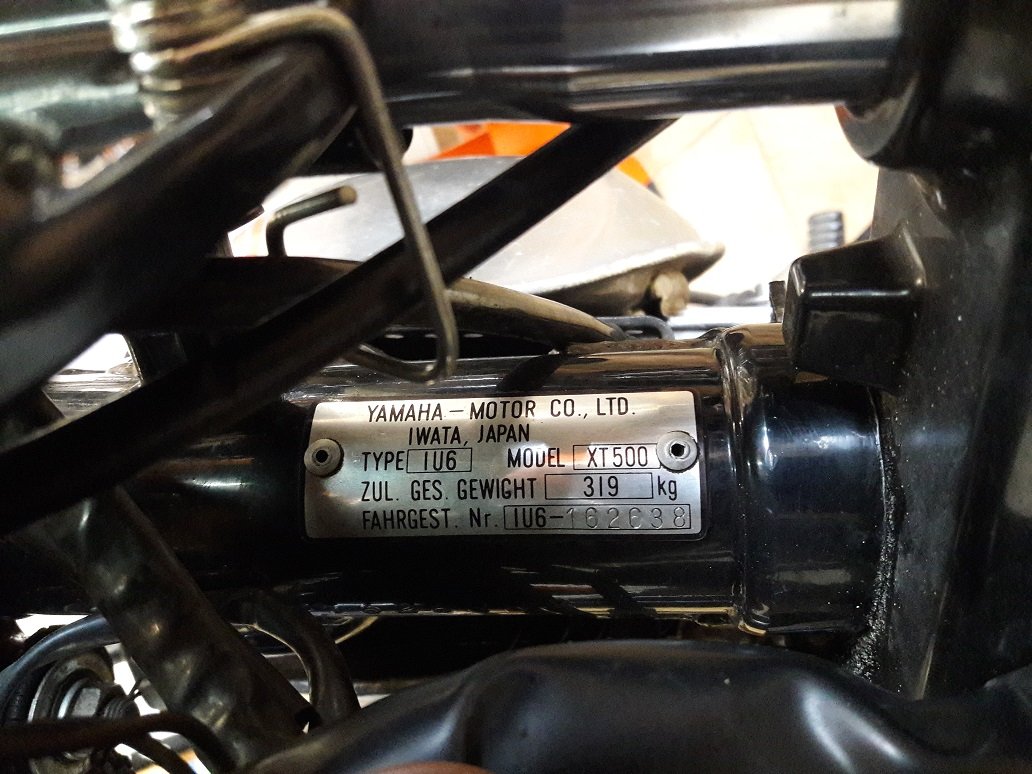 YAMAHA-MOTOR CO., LTD.
IWATA, JAPAN
TYPE 1U6 MODEL XT500
ZUL. GES. GEWIGHT 319 kg
FAHRGEST. Nr. 1U6-162638